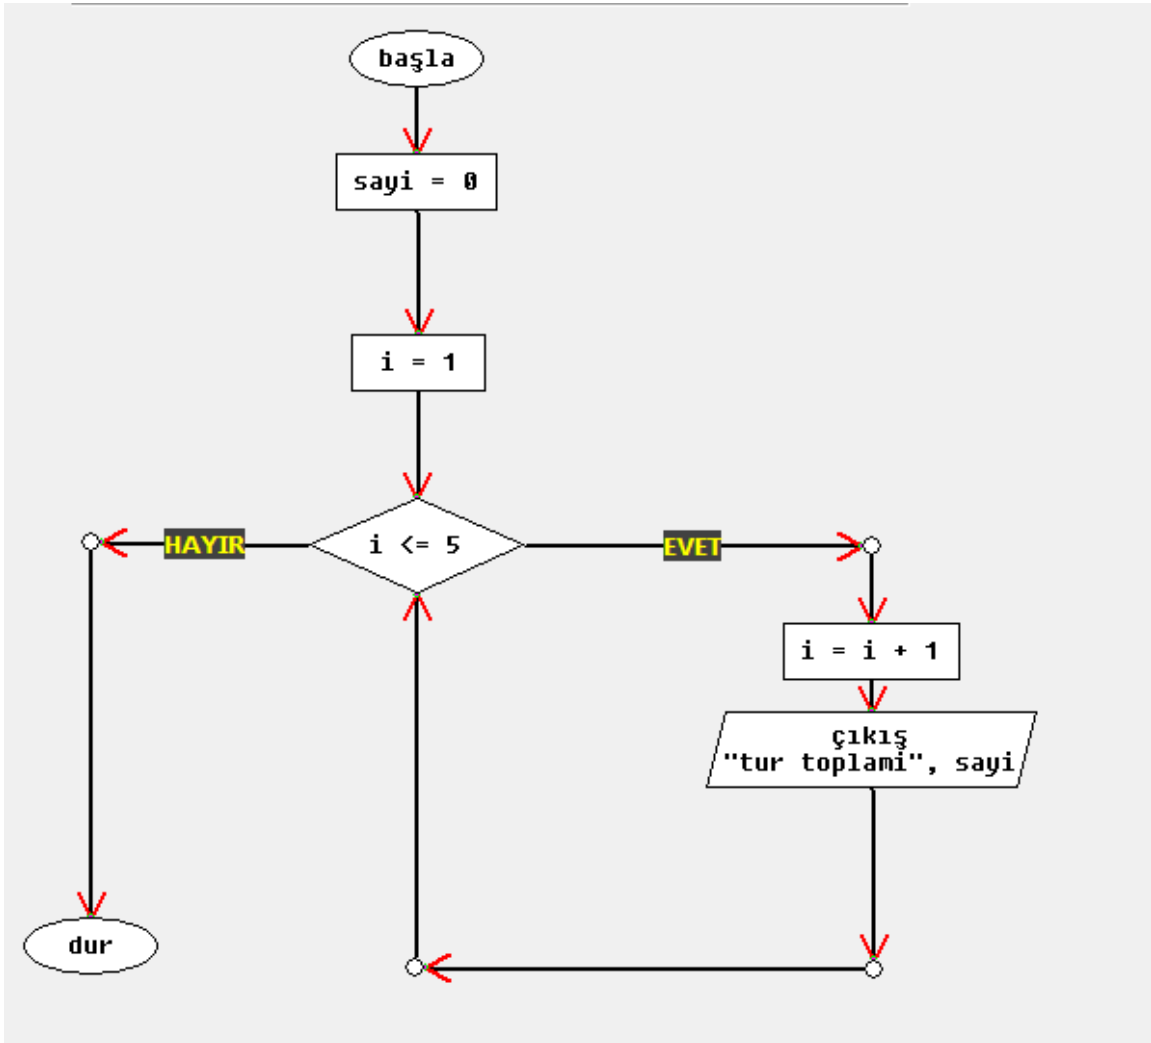 başla
sayi = 0
i = 1
i <= 5
HAYIR
EVET
i = i + 1
çıkış
"tur toplami", sayi
dur